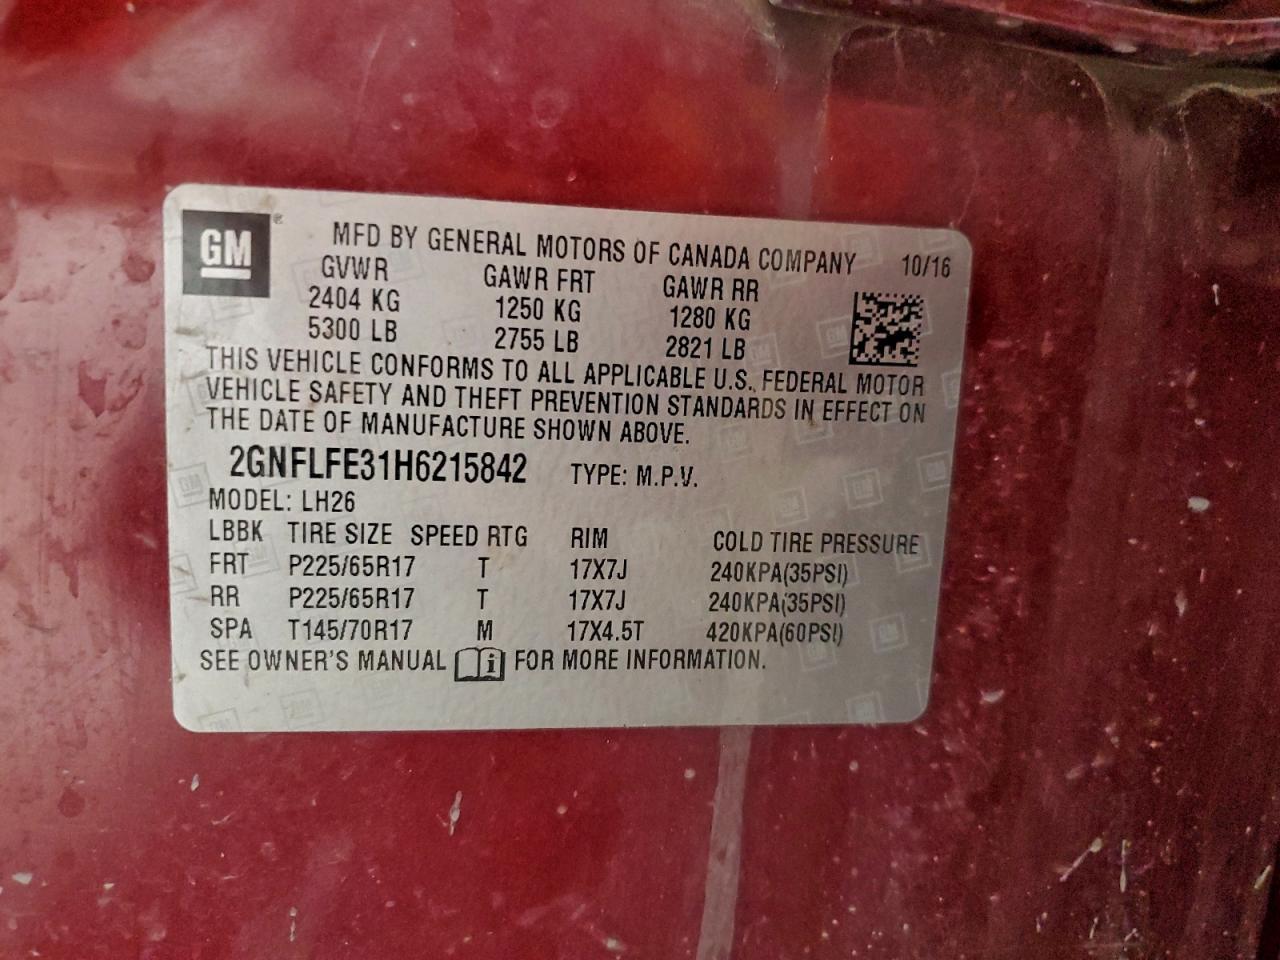 GM ® MFD BY GENERAL MOTORS OF CANADA COMPANY 10/16
GVWR GAWR FRT GAWR RR
2404 KG 1250 KG 1280 KG
5300 LB 2755 LB 2821 LB
THIS VEHICLE CONFORMS TO ALL APPLICABLE U.S. FEDERAL MOTOR
VEHICLE SAFETY AND THEFT PREVENTION STANDARDS IN EFFECT ON
THE DATE OF MANUFACTURE SHOWN ABOVE.
2GNFLFE31H6215842 TYPE: M.P.V.
MODEL: LH26
LBBK TIRE SIZE SPEED RTG RIM COLD TIRE PRESSURE
FRT P225/65R17 T 17X7J 240KPA(35PSI)
RR P225/65R17 T 17X7J 240KPA(35PSI)
SPA T145/70R17 M 17X4.5T 420KPA(60PSI)
SEE OWNER'S MANUAL i FOR MORE INFORMATION.